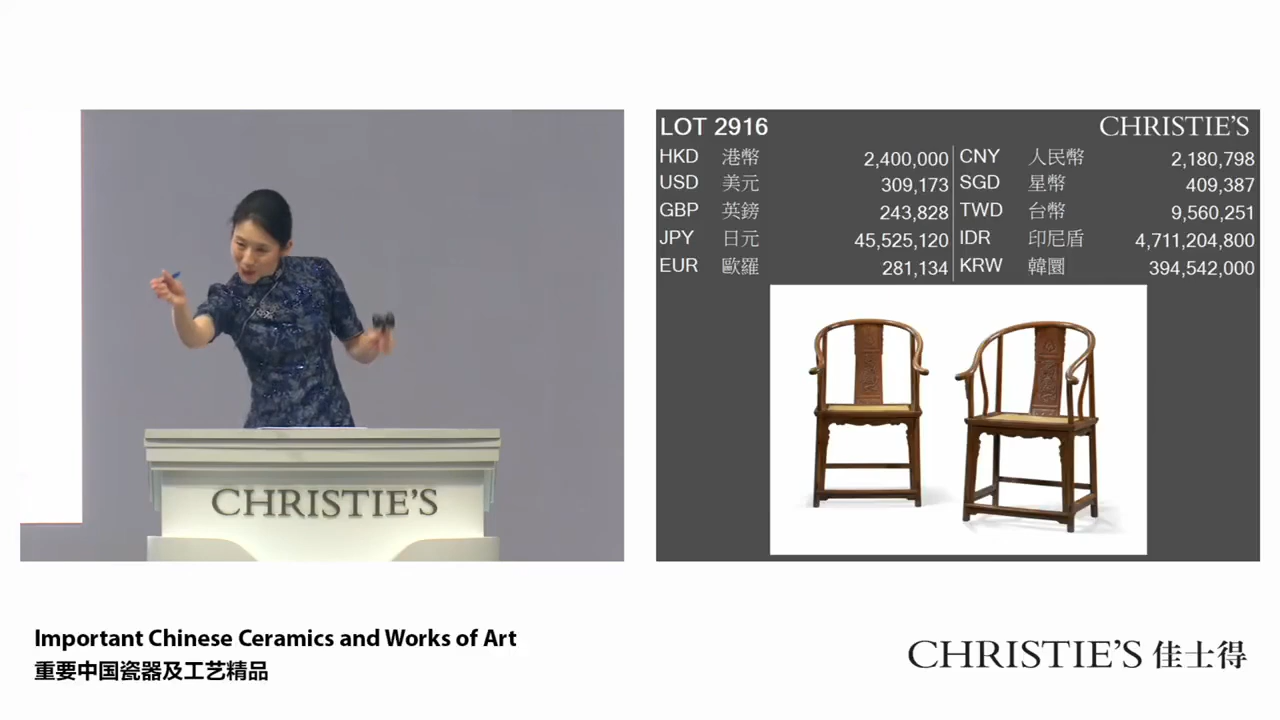 CHRISTIE'S
LOT 2916 CHRISTIE'S
HKD 港幣 2,400,000 CNY 人民幣 2,180,798
USD 美元 309,173 SGD 星幣 409,387
GBP 英鎊 243,828 TWD 台幣 9,560,251
JPY 日元 45,525,120 IDR 印尼盾 4,711,204,800
EUR 歐羅 281,134 KRW 韓圜 394,542,000
Important Chinese Ceramics and Works of Art
重要中国瓷器及工艺精品
CHRISTIE'S 佳士得